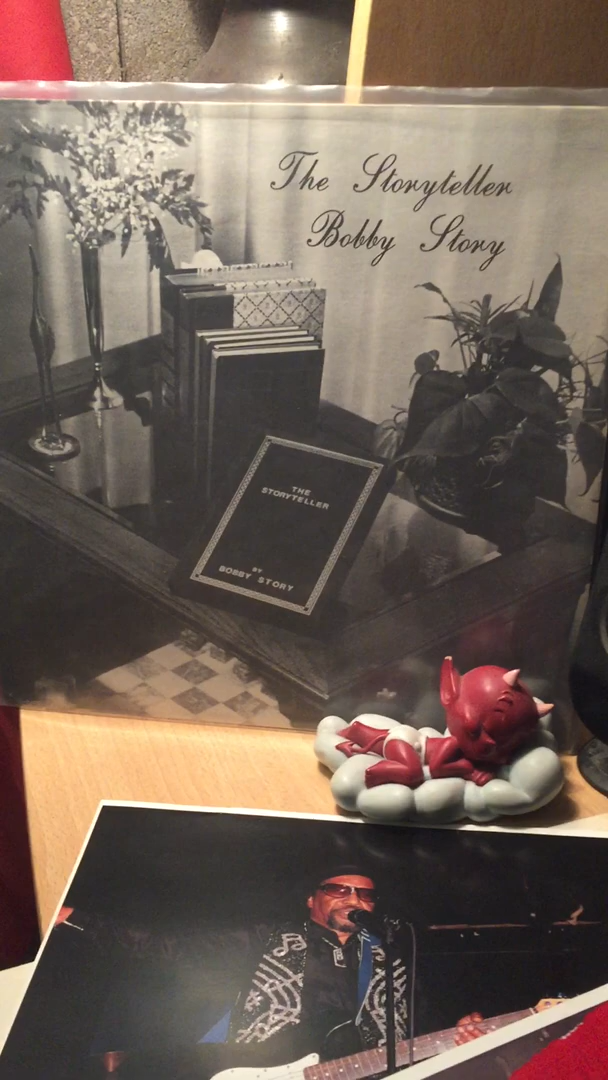 The Storyteller
Bobby Story
THE
STORYTELLER
BY
BOBBY STORY